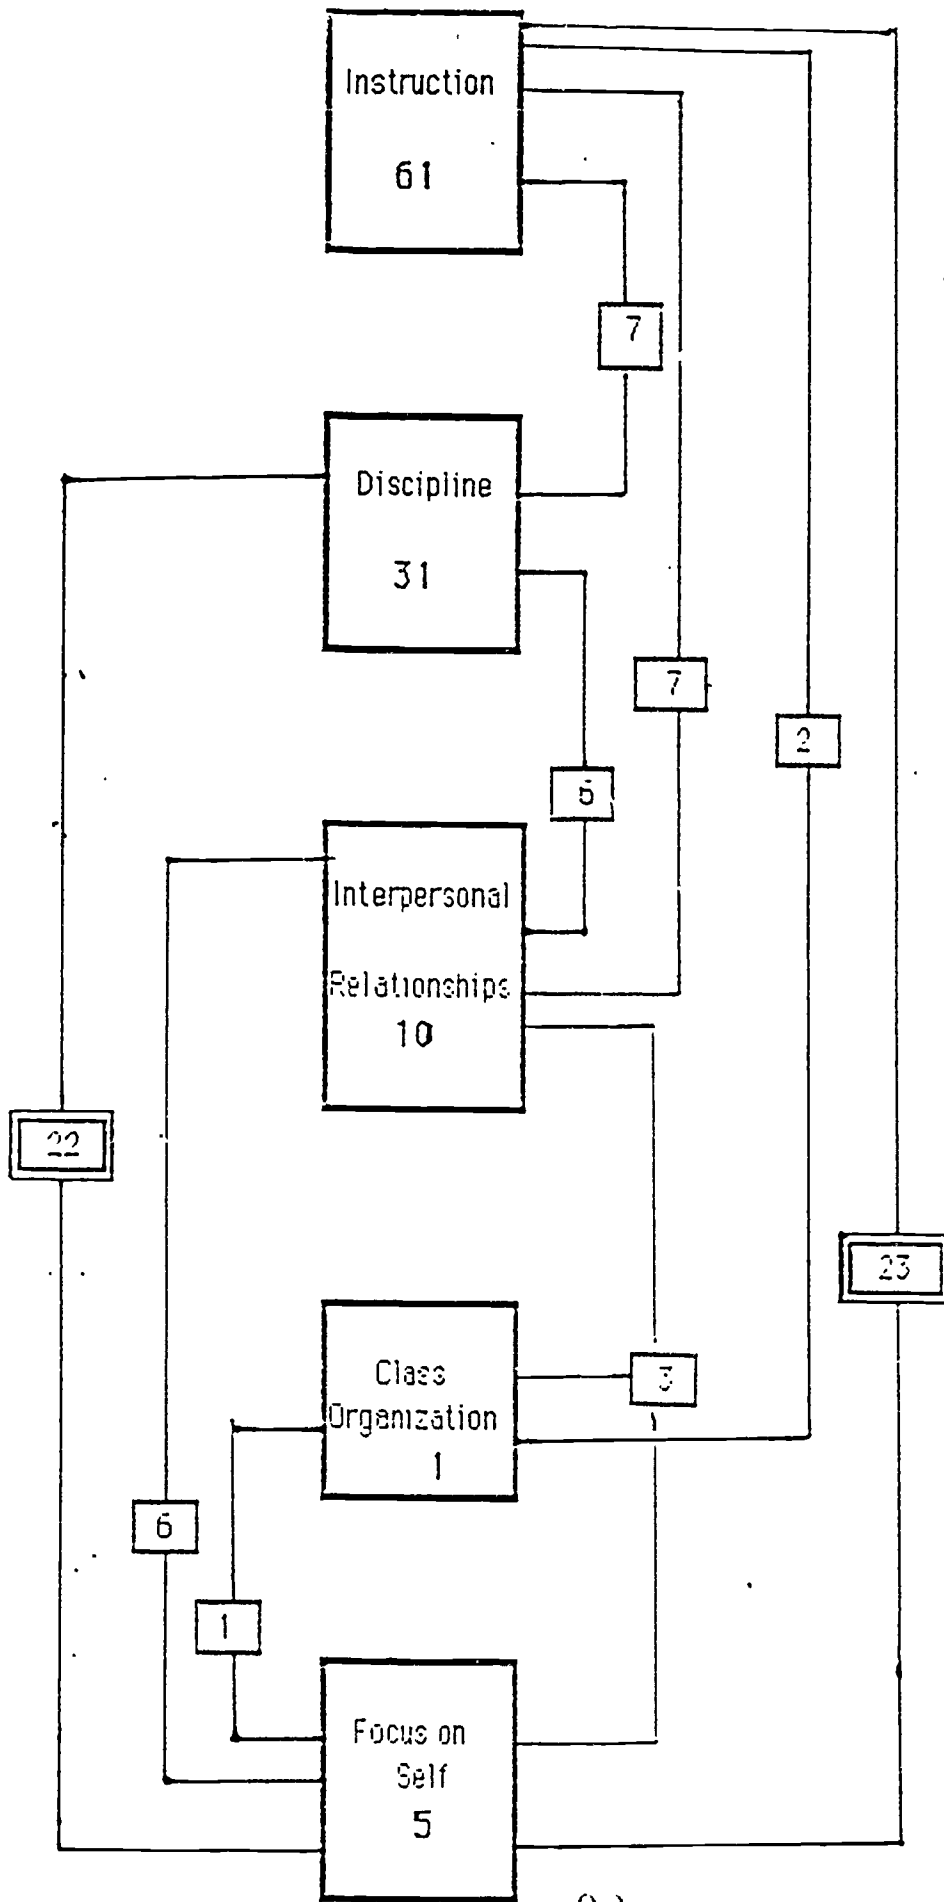 Instruction
61
7
Discipline
31
7
2
Interpersonal
Relationships
10
22
23
Class
3
Organization
1
6
1
Focus on
Self
5